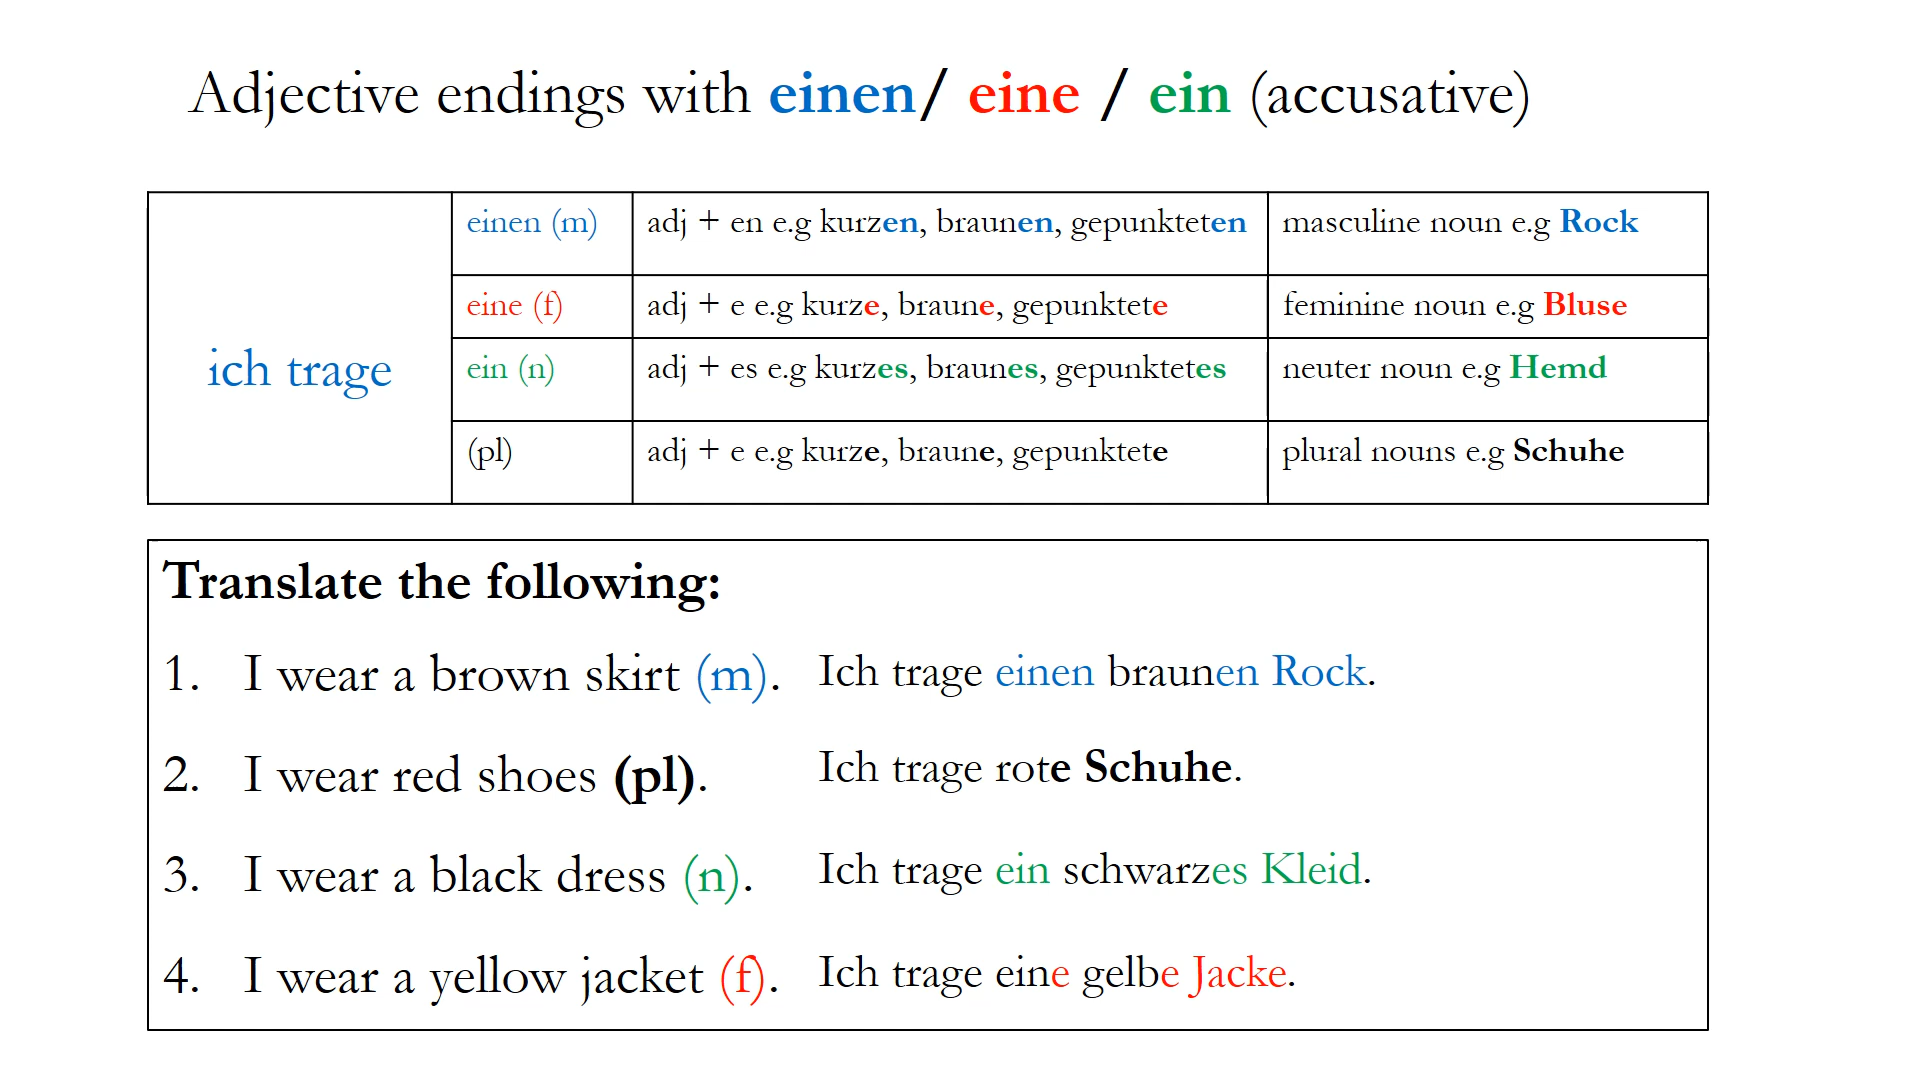 Adjective endings with einen/ eine / ein (accusative)
einen (m) adj + en e.g kurzen, braunen, gepunkteten masculine noun e.g Rock
eine (f) adj + e e.g kurze, braune, gepunktete feminine noun e.g Bluse
ich trage
ein (n) adj + es e.g kurzes, braunes, gepunktetes neuter noun e.g Hemd
(pl) adj + e e.g kurze, braune, gepunktete plural nouns e.g Schuhe
Translate the following:
1. I wear a brown skirt (m). Ich trage einen braunen Rock.
2. I wear red shoes (pl). Ich trage rote Schuhe.
3. I wear a black dress (n). Ich trage ein schwarzes Kleid.
4. I wear a yellow jacket (f). Ich trage eine gelbe Jacke.